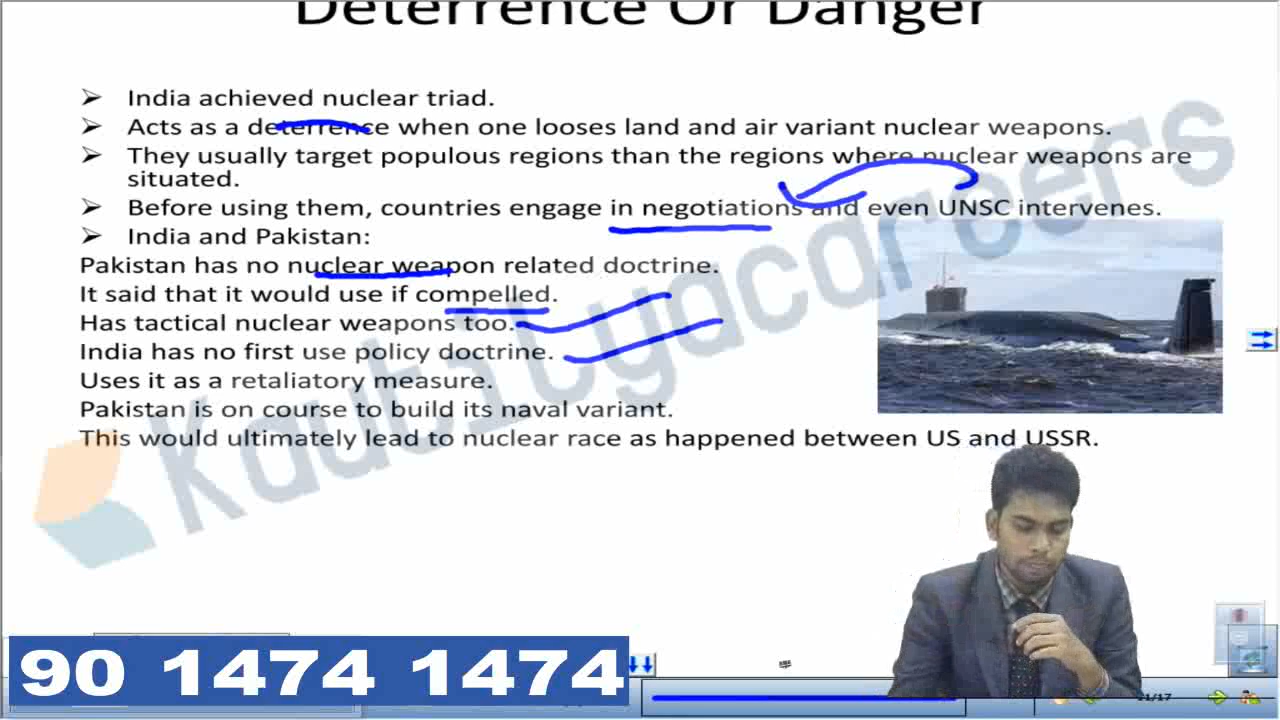 Deterrence Or Danger
India achieved nuclear triad.
Acts as a deterrence when one looses land and air variant nuclear weapons.
They usually target populous regions than the regions where nuclear weapons are
situated.
Before using them, countries engage in negotiations and even UNSC intervenes.
India and Pakistan:
Pakistan has no nuclear weapon related doctrine.
It said that it would use if compelled.
Has tactical nuclear weapons too.
India has no first use policy doctrine.
Uses it as a retaliatory measure.
Pakistan is on course to build its naval variant.
This would ultimately lead to nuclear race as happened between US and USSR.
Kautilyacareers
90 1474 1474